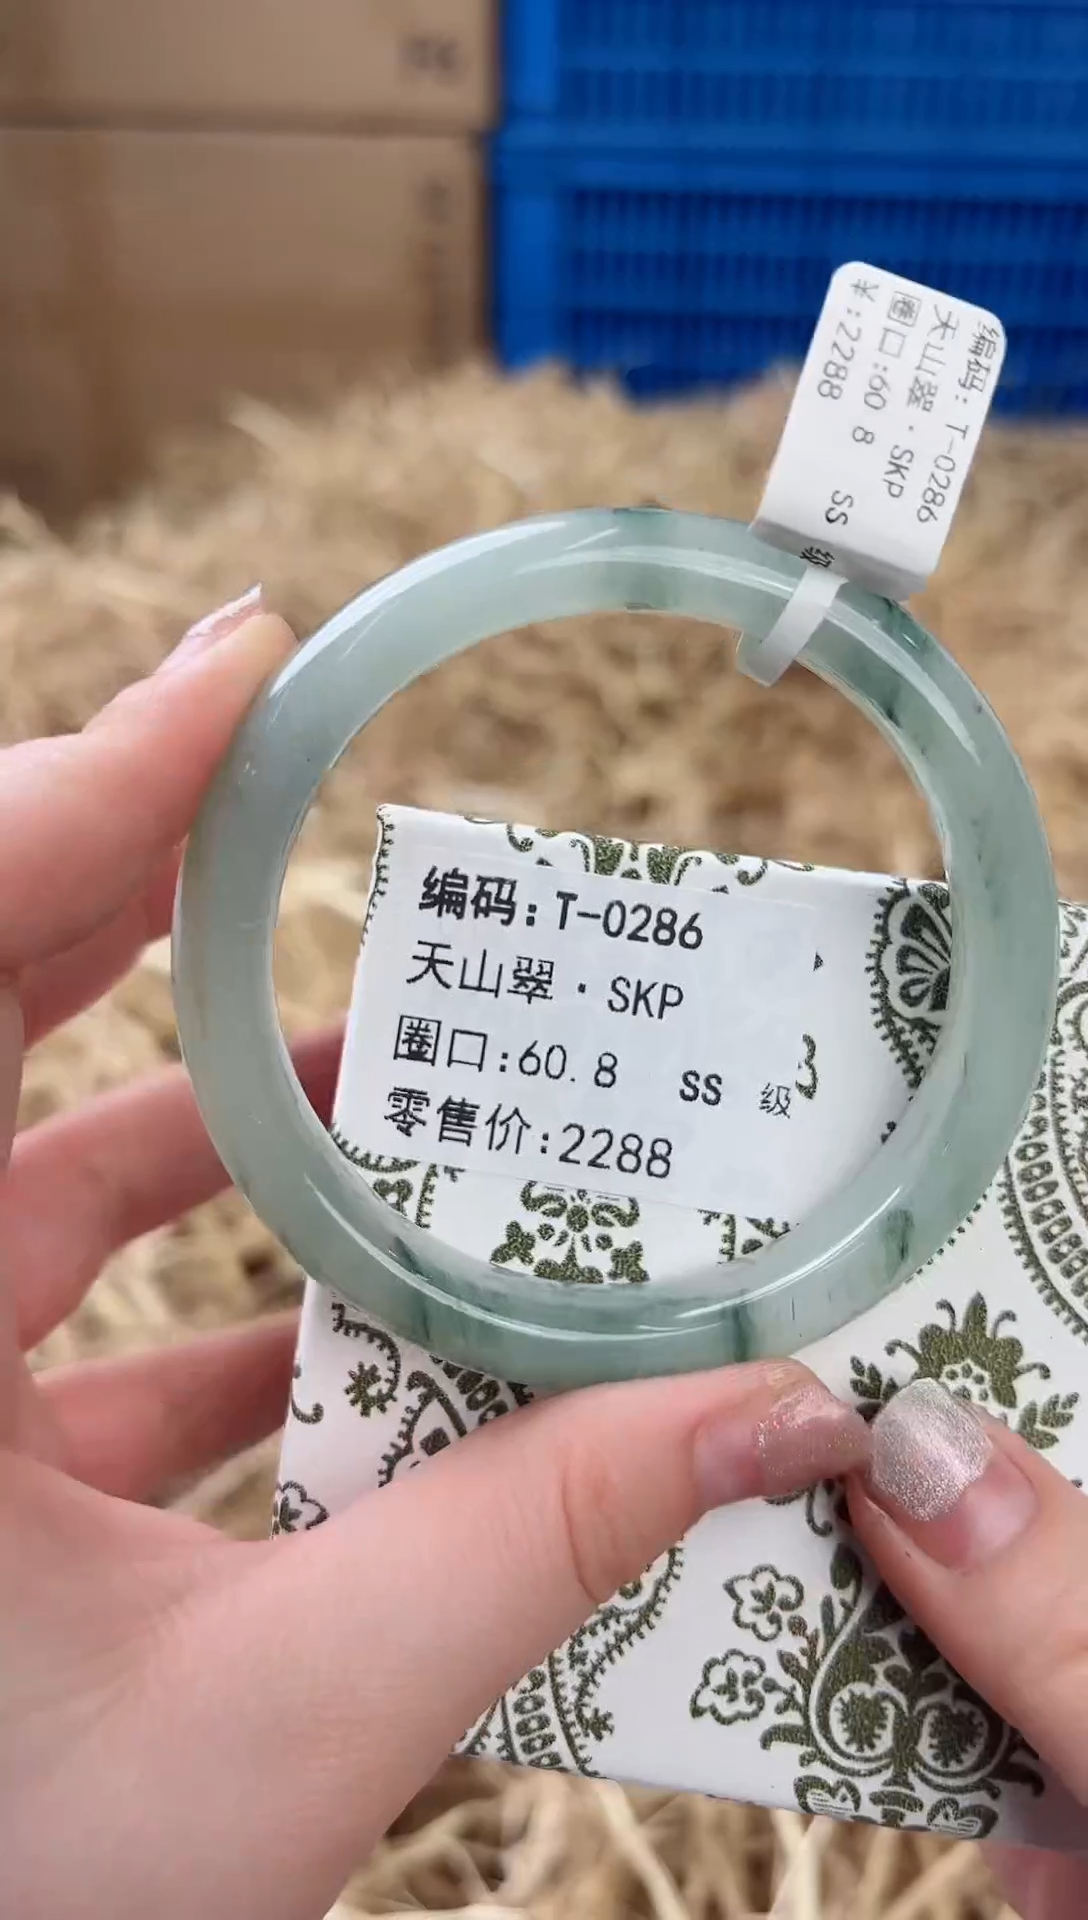 编码: T-0286
天山翠·SKP
圈口:60 8 SS 级
¥:2288
编码: T-0286
天山翠·SKP
圈口:60.8 SS 级
零售价:2288